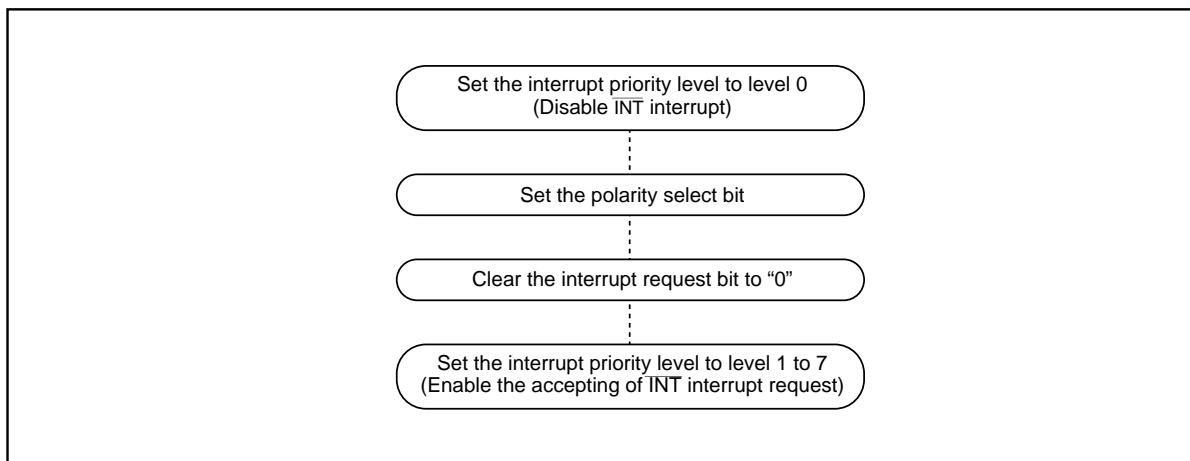 Set the interrupt priority level to level 0
(Disable I̅N̅T̅ interrupt)
Set the polarity select bit
Clear the interrupt request bit to “0”
Set the interrupt priority level to level 1 to 7
(Enable the accepting of I̅N̅T̅ interrupt request)